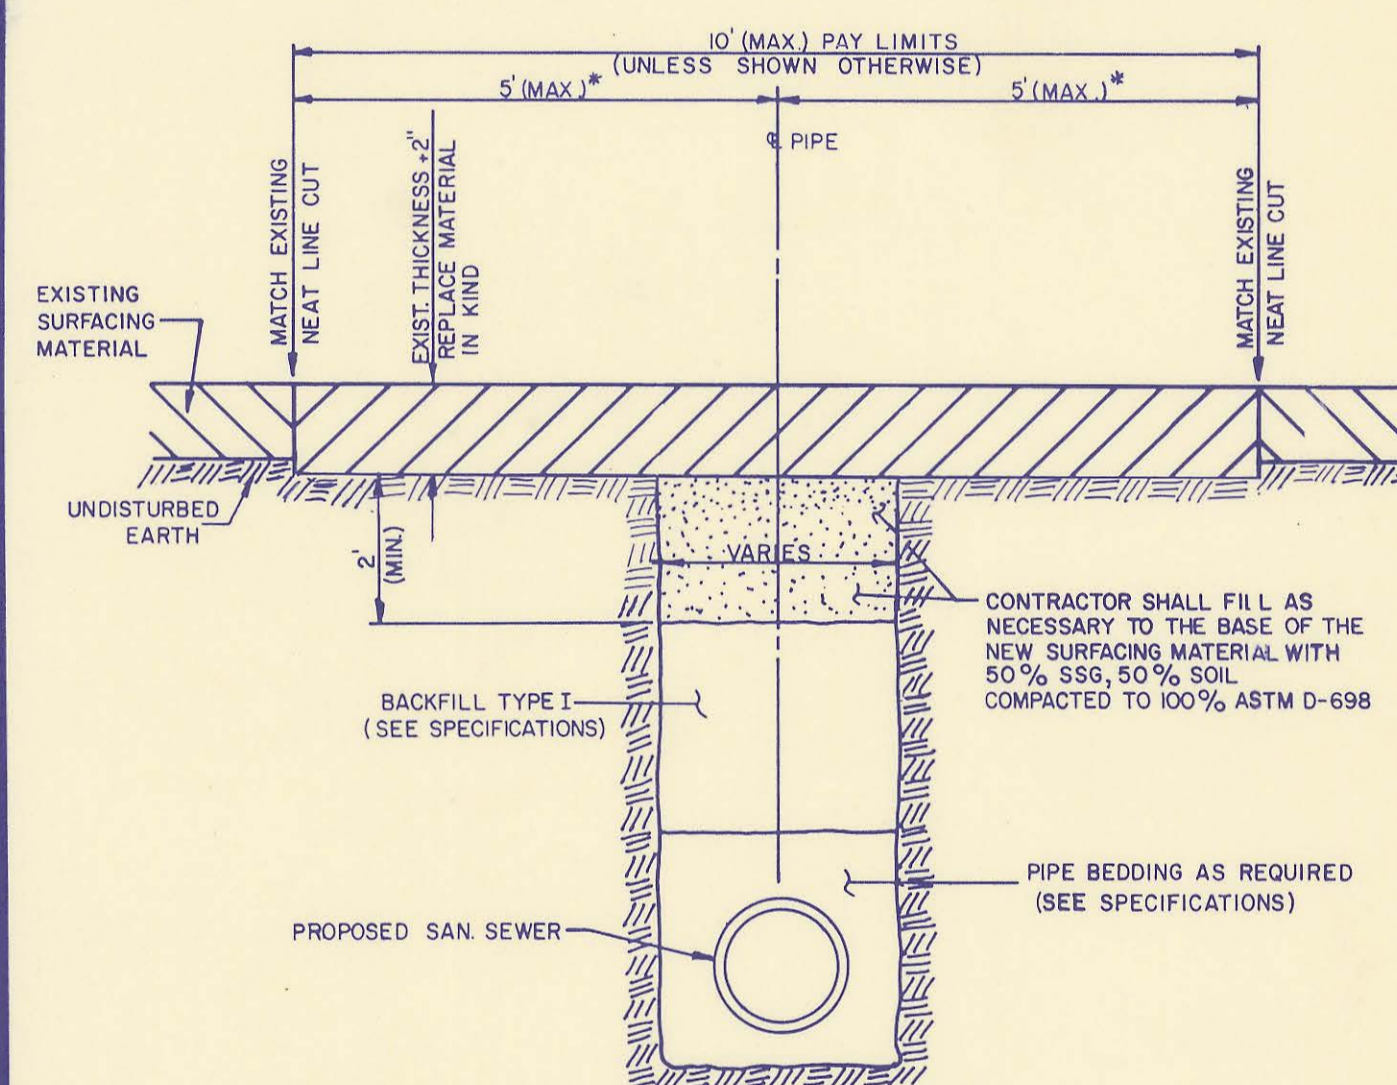 10' (MAX.) PAY LIMITS
(UNLESS SHOWN OTHERWISE)
5' (MAX.)*
5' (MAX.)*
℄ PIPE
MATCH EXISTING
NEAT LINE CUT
EXIST. THICKNESS +2"
REPLACE MATERIAL
IN KIND
MATCH EXISTING
NEAT LINE CUT
EXISTING
SURFACING
MATERIAL
UNDISTURBED
EARTH
2'
(MIN.)
VARIES
CONTRACTOR SHALL FILL AS
NECESSARY TO THE BASE OF THE
NEW SURFACING MATERIAL WITH
50% SSG, 50% SOIL
COMPACTED TO 100% ASTM D-698
BACKFILL TYPE I
(SEE SPECIFICATIONS)
PIPE BEDDING AS REQUIRED
(SEE SPECIFICATIONS)
PROPOSED SAN. SEWER